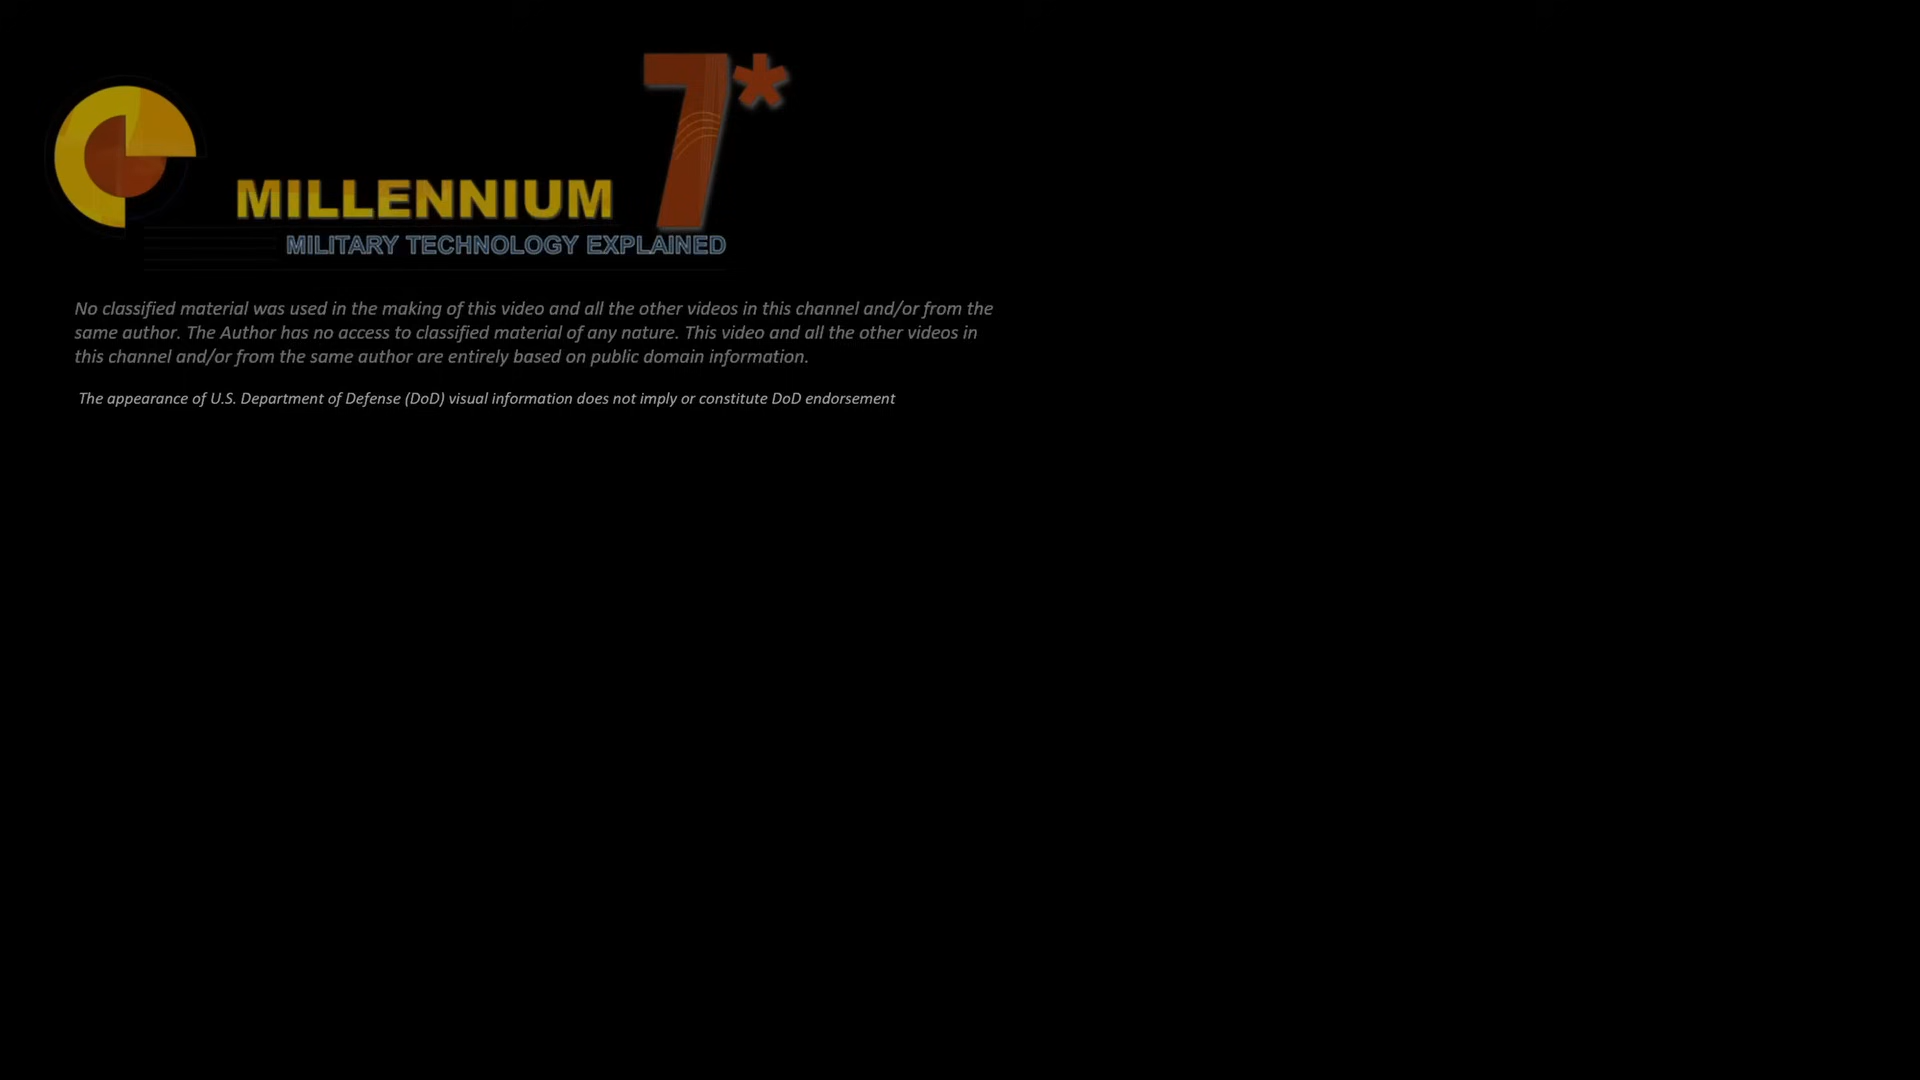 7*
MILLENNIUM
MILITARY TECHNOLOGY EXPLAINED
No classified material was used in the making of this video and all the other videos in this channel and/or from the
same author. The Author has no access to classified material of any nature. This video and all the other videos in
this channel and/or from the same author are entirely based on public domain information.
The appearance of U.S. Department of Defense (DoD) visual information does not imply or constitute DoD endorsement